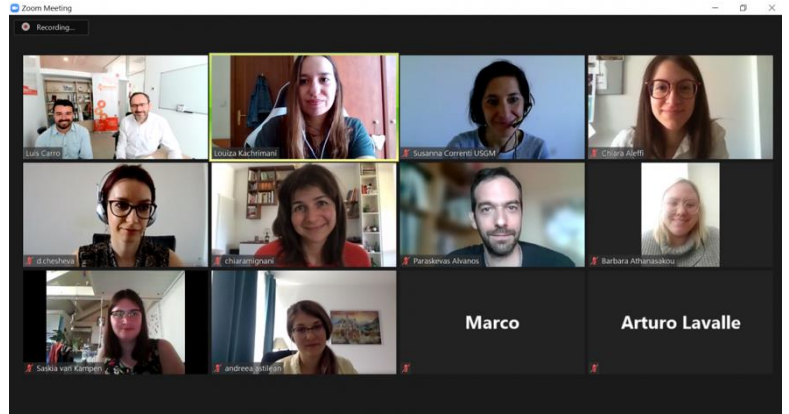 Zoom Meeting
Recording...
Luis Carro
Louiza Kachrimani
Susanna Correnti USGM
Chiara Aleffi
d.chesheva
chiaramignani
Paraskevas Alvanos
Barbara Athanasakou
Saskia van Kampen
andreea ostilean
Marco
Arturo Lavalle